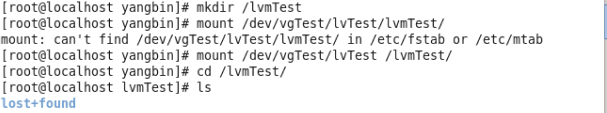 [root@localhost yangbin]# mkdir /lvmTest
[root@localhost yangbin]# mount /dev/vgTest/lvTest/lvmTest/
mount: can't find /dev/vgTest/lvTest/lvmTest/ in /etc/fstab or /etc/mtab
[root@localhost yangbin]# mount /dev/vgTest/lvTest /lvmTest/
[root@localhost yangbin]# cd /lvmTest/
[root@localhost lvmTest]# ls
lost+found